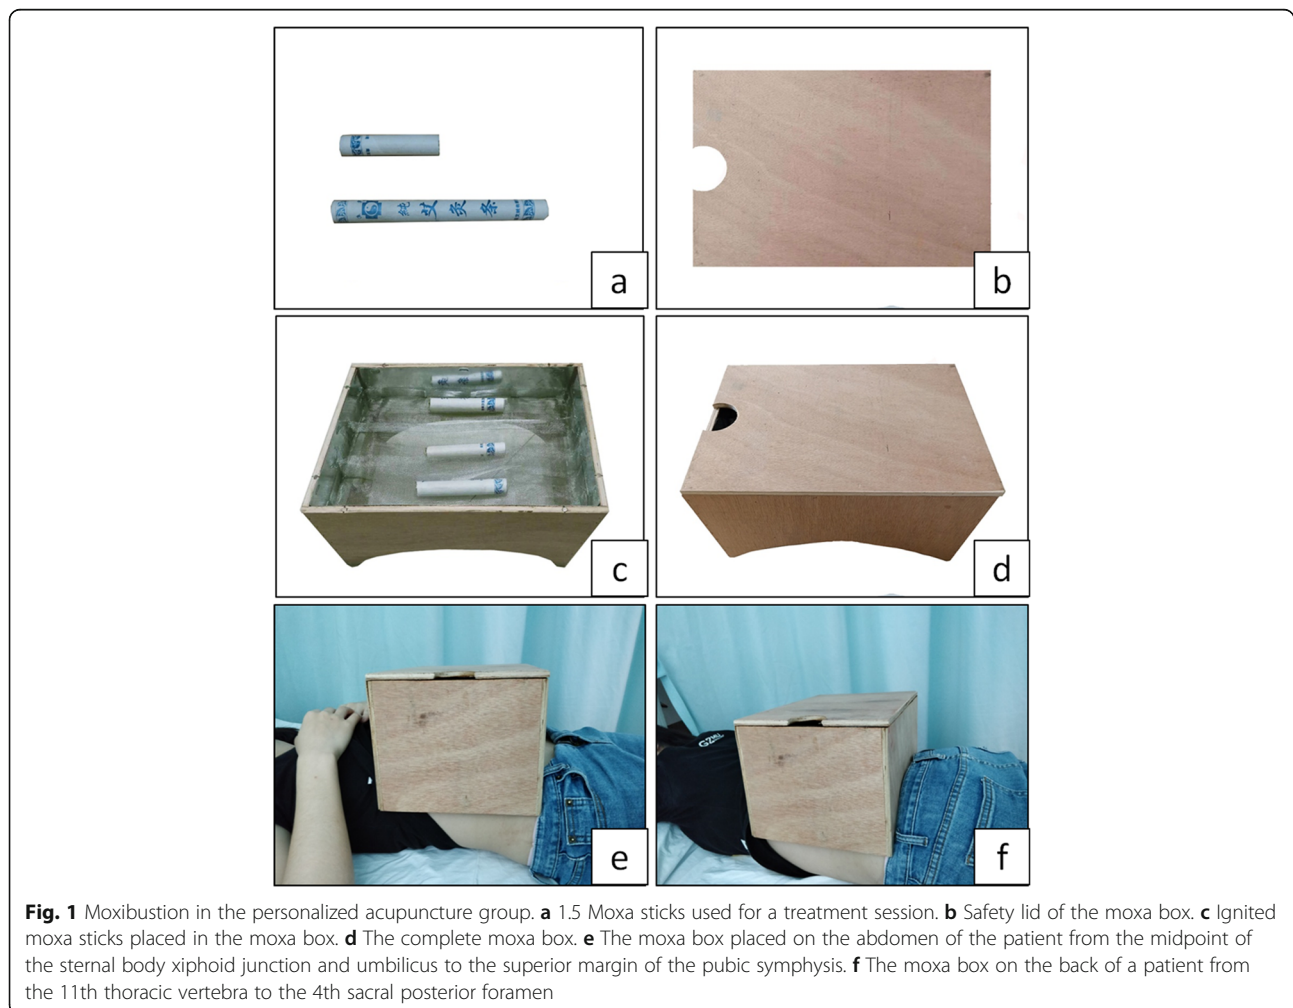 純 艾 灸 条
a
b
c
d
e
f
Fig. 1 Moxibustion in the personalized acupuncture group. a 1.5 Moxa sticks used for a treatment session. b Safety lid of the moxa box. c Ignited
moxa sticks placed in the moxa box. d The complete moxa box. e The moxa box placed on the abdomen of the patient from the midpoint of
the sternal body xiphoid junction and umbilicus to the superior margin of the pubic symphysis. f The moxa box on the back of a patient from
the 11th thoracic vertebra to the 4th sacral posterior foramen